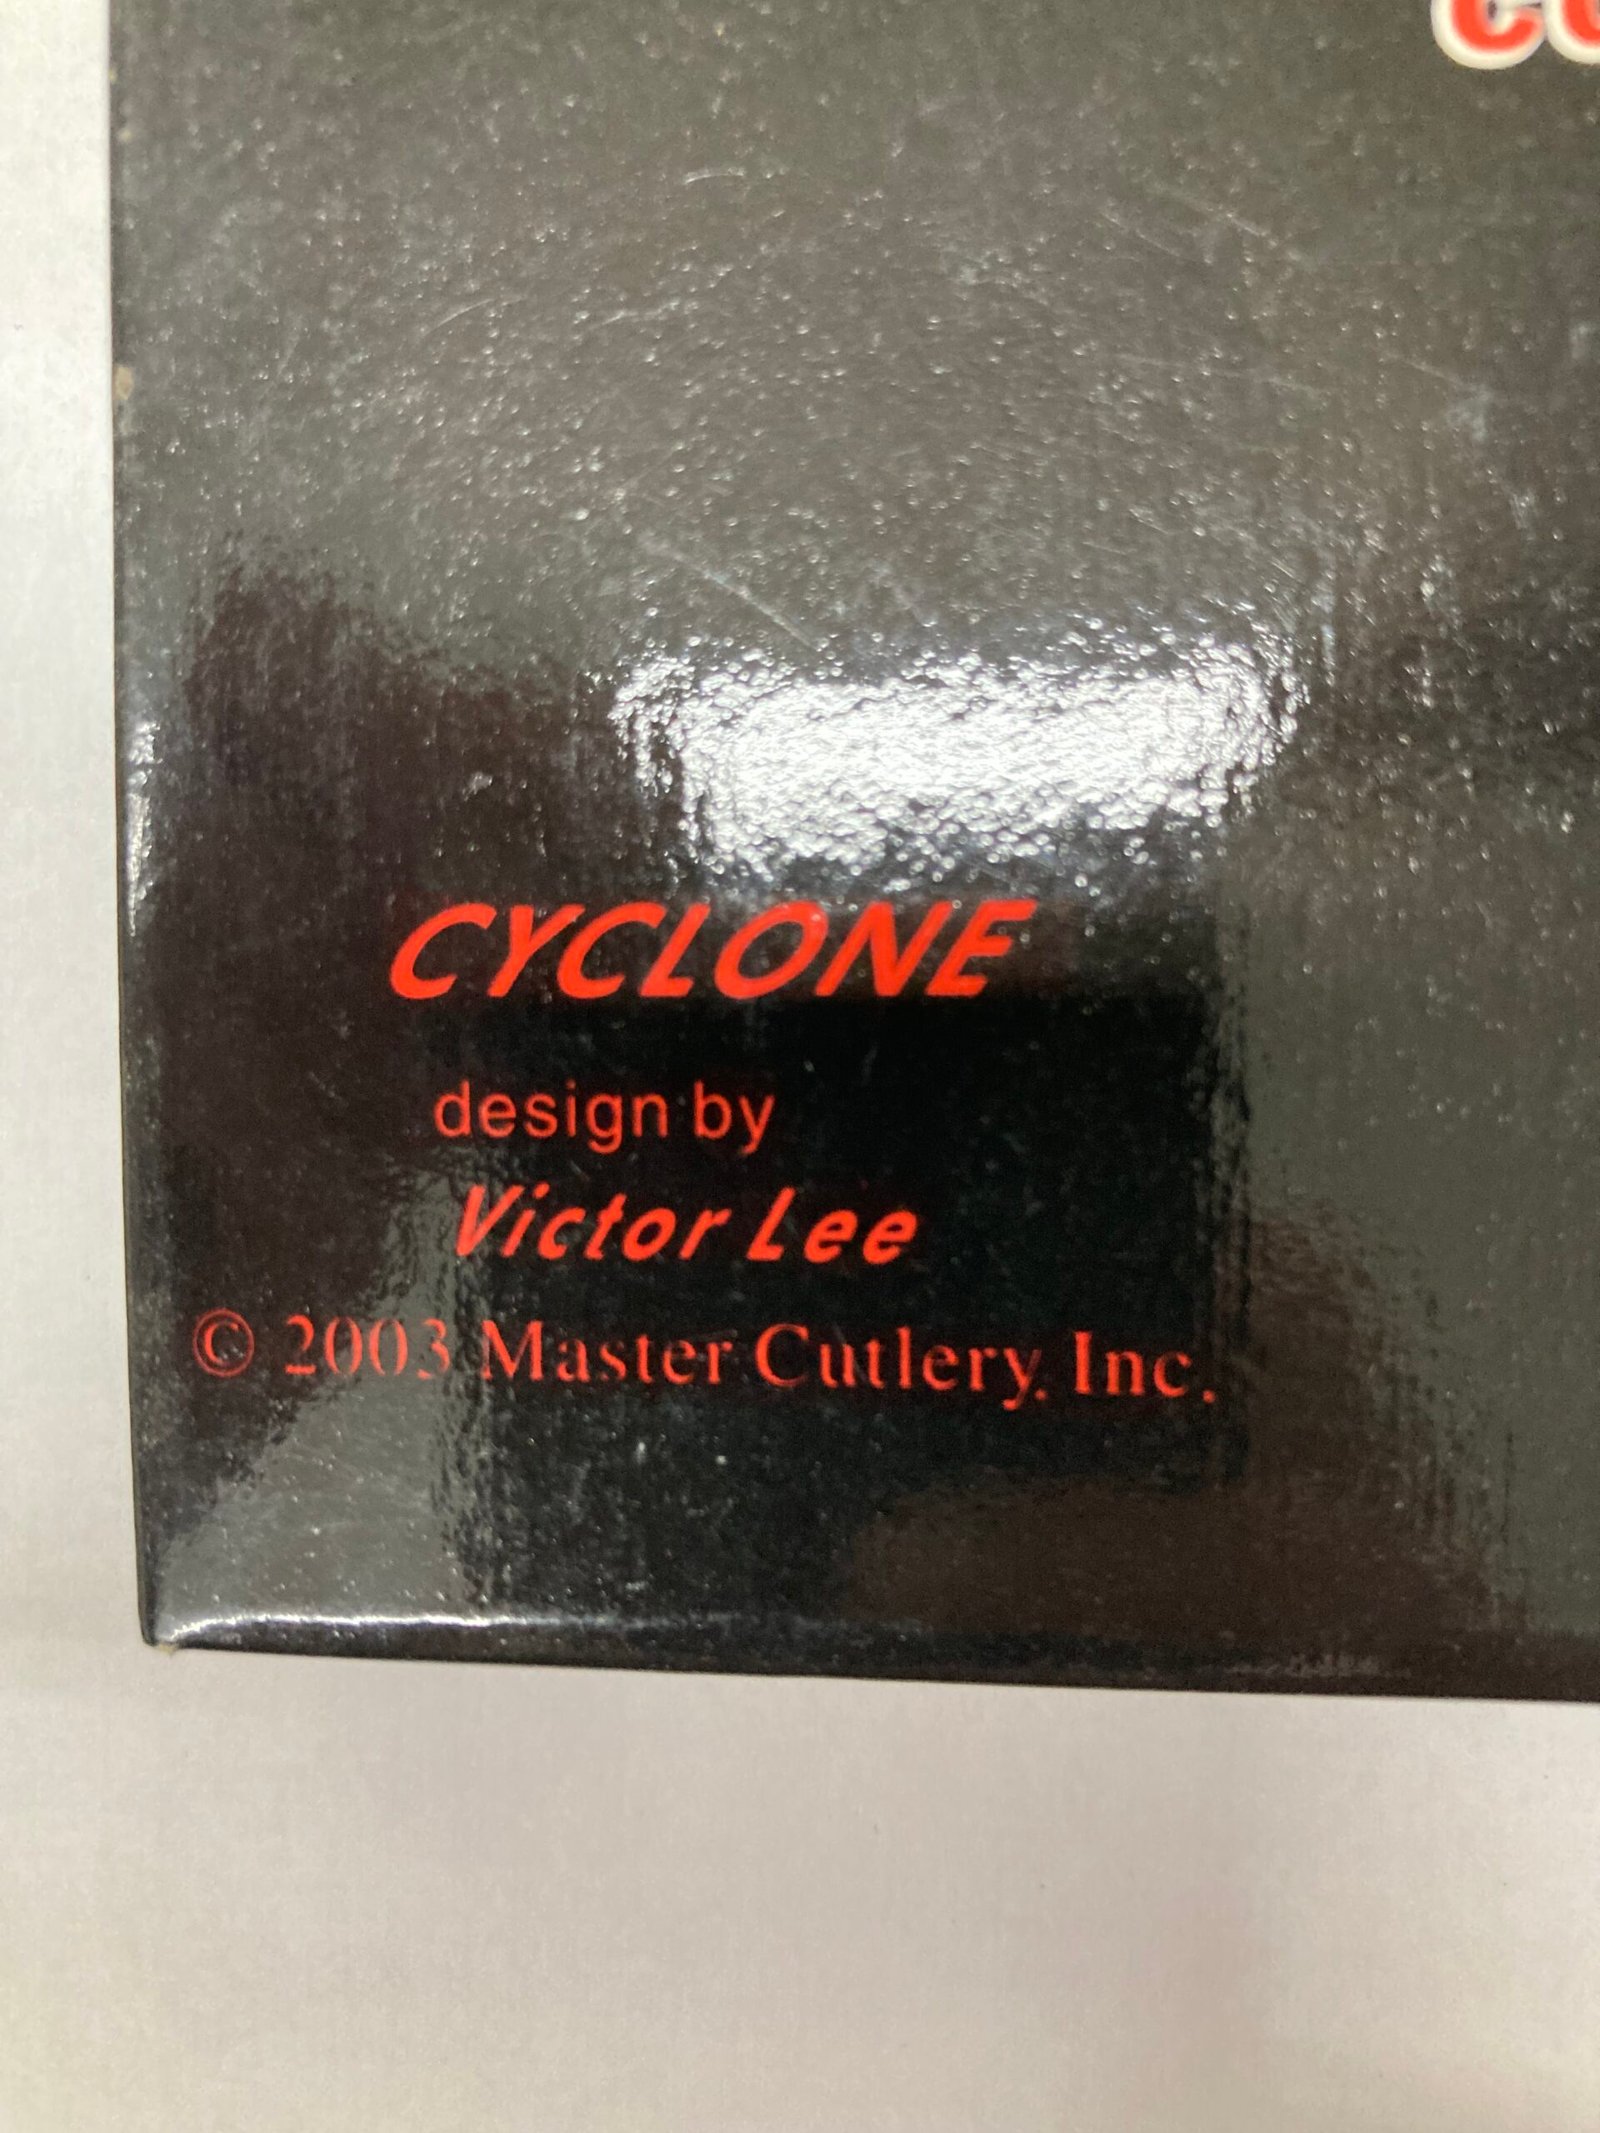 CYCLONE
design by
Victor Lee
© 2003 Master Cutlery, Inc.